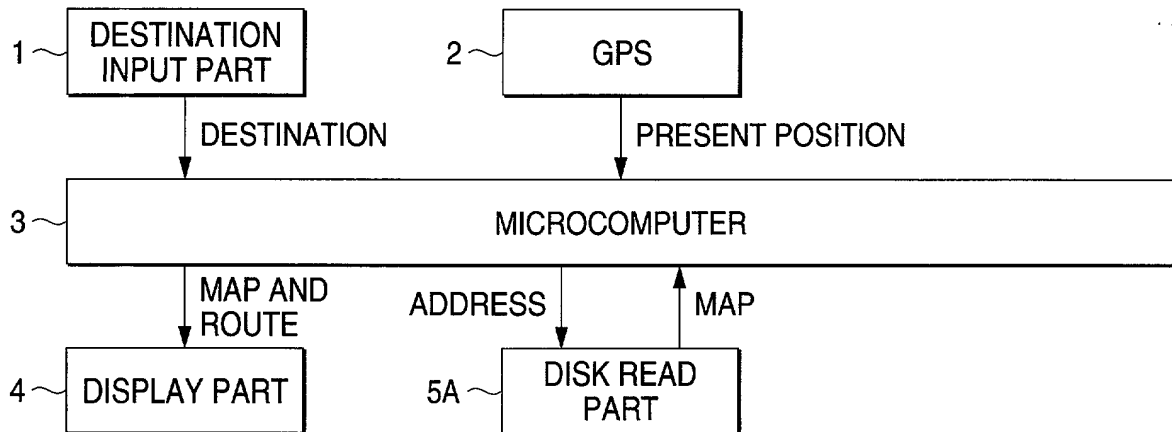 1
DESTINATION
INPUT PART
2
GPS
DESTINATION
PRESENT POSITION
3
MICROCOMPUTER
MAP AND
ROUTE
ADDRESS
MAP
4
DISPLAY PART
5A
DISK READ
PART